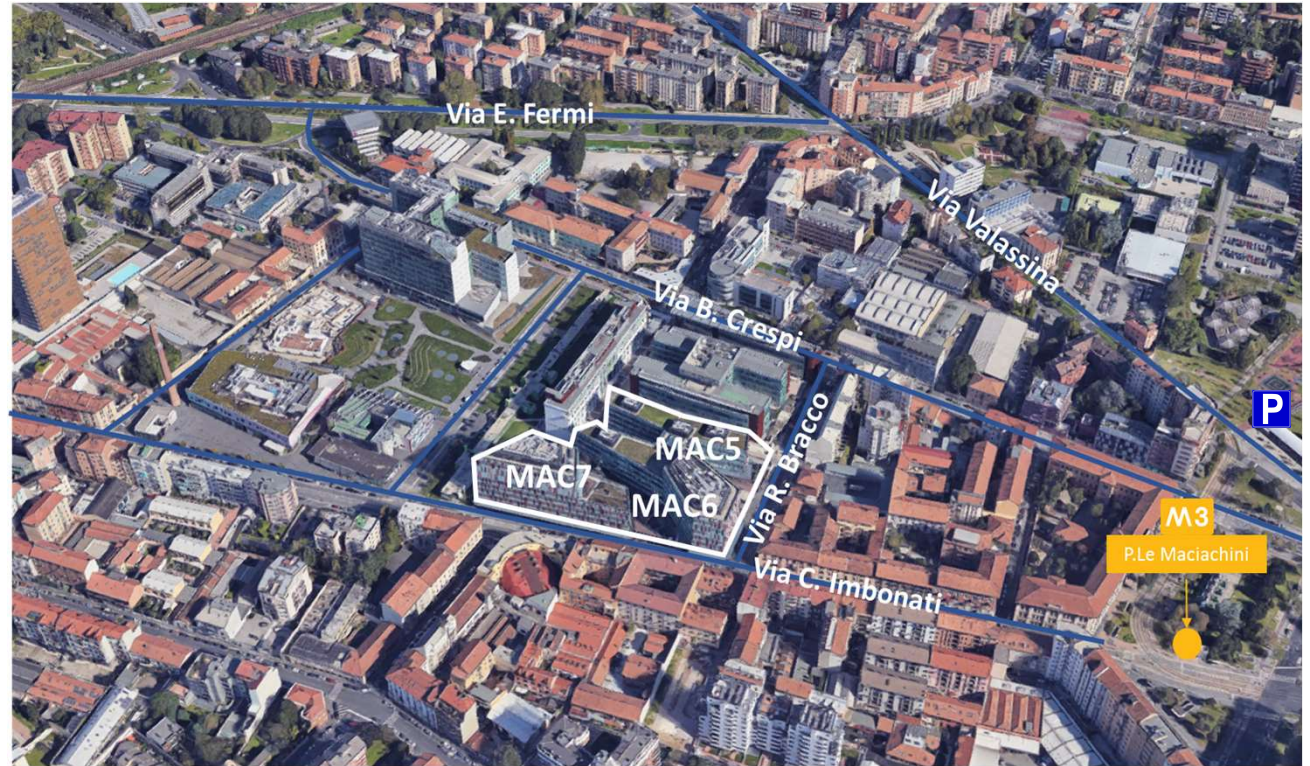 Via E. Fermi
Via Valassina
Via B. Crespi
P
Via R. Bracco
MAC5
MAC7
MAC6
M3
P.Le Maciachini
Via C. Imbonati